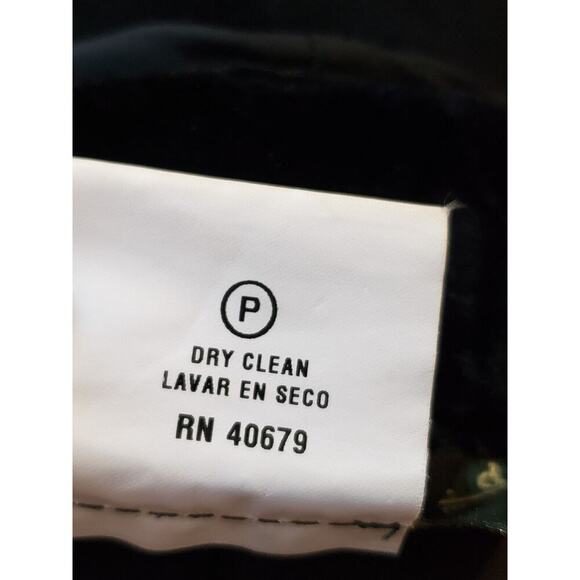 P
DRY CLEAN
LAVAR EN SECO
RN 40679